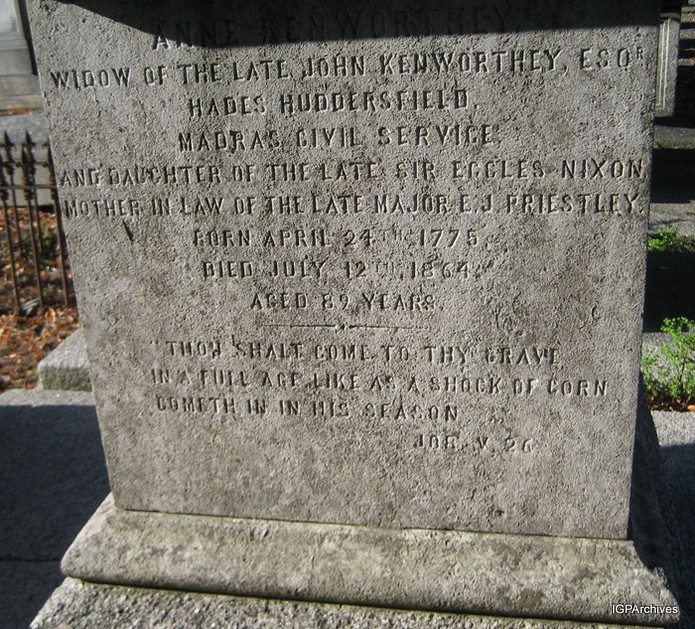 ANNE KENWORTHEY
WIDOW OF THE LATE JOHN KENWORTHEY, ESQR
HADES HUDDERSFIELD,
MADRAS CIVIL SERVICE,
AND DAUGHTER OF THE LATE SIR ECCLES NIXON,
MOTHER IN LAW OF THE LATE MAJOR E.J. PRIESTLEY.
BORN APRIL 24TH, 1775,
DIED JULY 12TH, 1864,
AGED 89 YEARS.
"THOU SHALT COME TO THY GRAVE
IN A FULL AGE, LIKE AS A SHOCK OF CORN
COMETH IN IN HIS SEASON
JOB. V. 26
IGPArchives